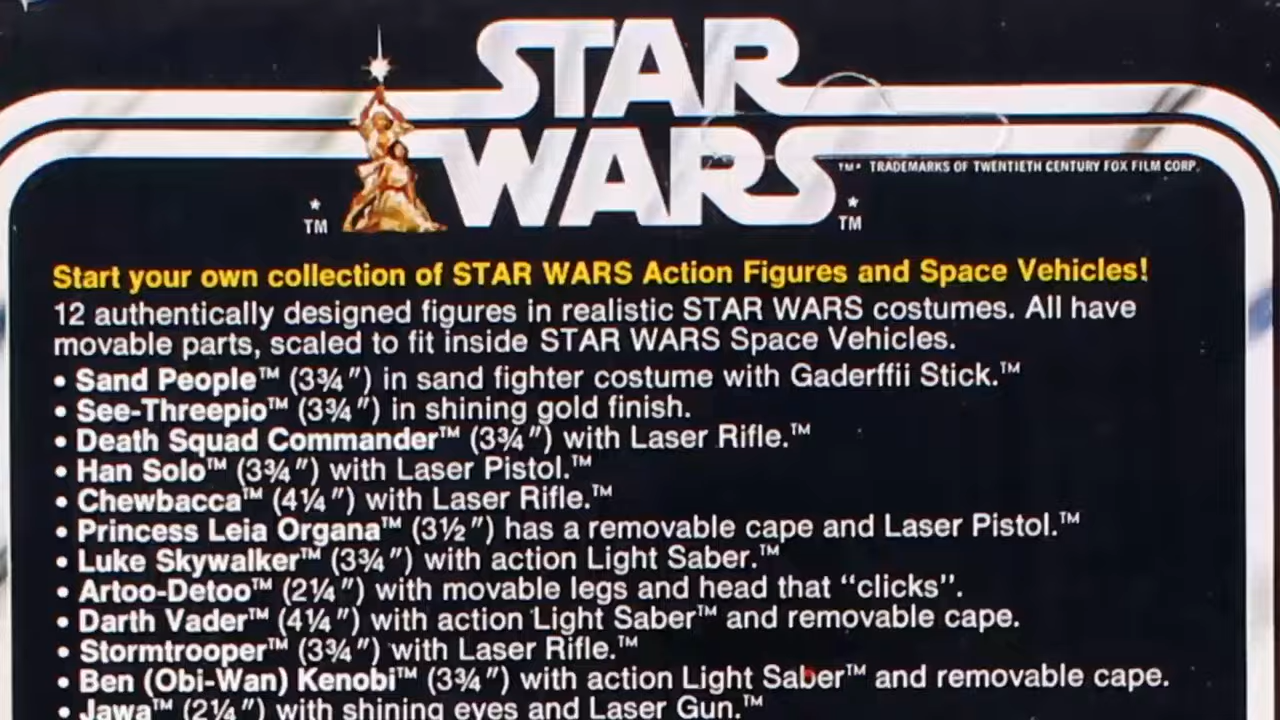 STAR
WARS
™* TRADEMARKS OF TWENTIETH CENTURY FOX FILM CORP.
* TM
* TM
Start your own collection of STAR WARS Action Figures and Space Vehicles!
12 authentically designed figures in realistic STAR WARS costumes. All have
movable parts, scaled to fit inside STAR WARS Space Vehicles.
• Sand People™ (3¾") in sand fighter costume with Gaderffii Stick.™
• See-Threepio™ (3¾") in shining gold finish.
• Death Squad Commander™ (3¾") with Laser Rifle.™
• Han Solo™ (3¾") with Laser Pistol.™
• Chewbacca™ (4¼") with Laser Rifle.™
• Princess Leia Organa™ (3½") has a removable cape and Laser Pistol.™
• Luke Skywalker™ (3¾") with action Light Saber.™
• Artoo-Detoo™ (2¼") with movable legs and head that “clicks”.
• Darth Vader™ (4¼") with action Light Saber™ and removable cape.
• Stormtrooper™ (3¾") with Laser Rifle.™
• Ben (Obi-Wan) Kenobi™ (3¾") with action Light Saber™ and removable cape.
• Jawa™ (2¼") with shining eyes and Laser Gun.™